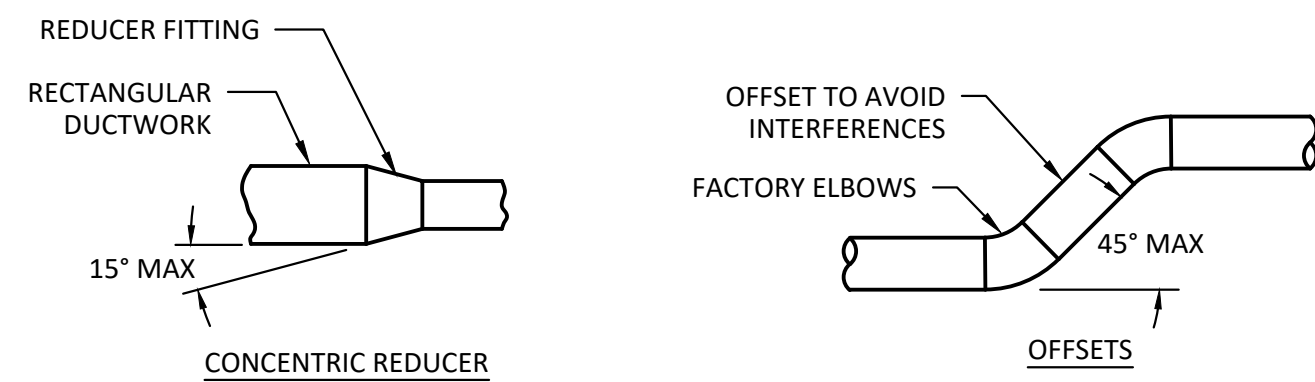 REDUCER FITTING
RECTANGULAR
DUCTWORK
15° MAX
CONCENTRIC REDUCER
OFFSET TO AVOID
INTERFERENCES
FACTORY ELBOWS
45° MAX
OFFSETS